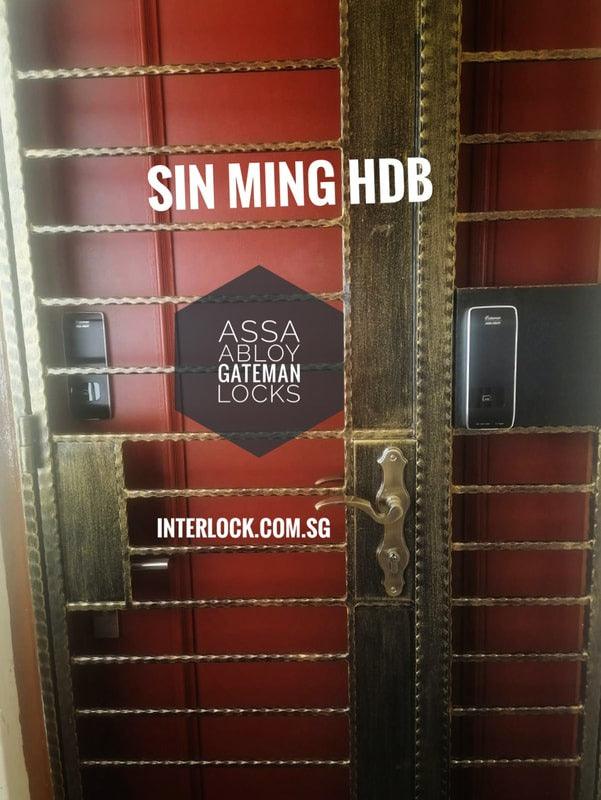 SIN MING HDB
ASSA
ABLOY
GATEMAN
LOCKS
INTERLOCK.COM.SG